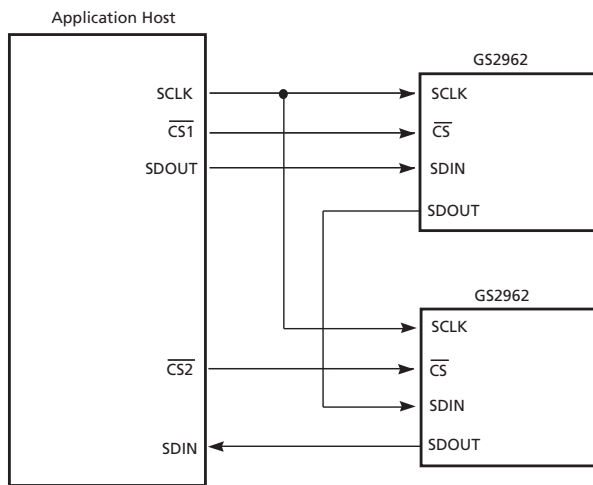 Application Host
SCLK
CS1
SDOUT
CS2
SDIN
GS2962
SCLK
CS
SDIN
SDOUT
GS2962
SCLK
CS
SDIN
SDOUT